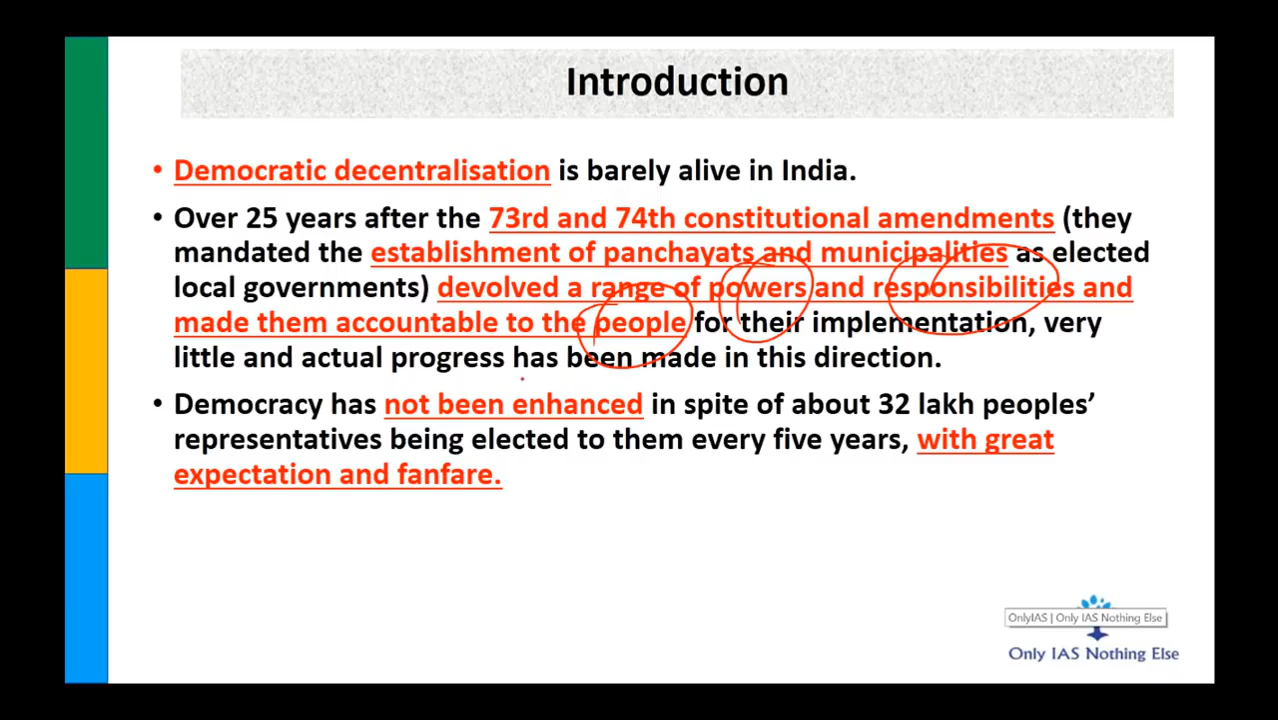 Introduction
• Democratic decentralisation is barely alive in India.
• Over 25 years after the 73rd and 74th constitutional amendments (they
mandated the establishment of panchayats and municipalities as elected
local governments) devolved a range of powers and responsibilities and
made them accountable to the people for their implementation, very
little and actual progress has been made in this direction.
• Democracy has not been enhanced in spite of about 32 lakh peoples’
representatives being elected to them every five years, with great
expectation and fanfare.
OnlyIAS | Only IAS Nothing Else
Only IAS Nothing Else